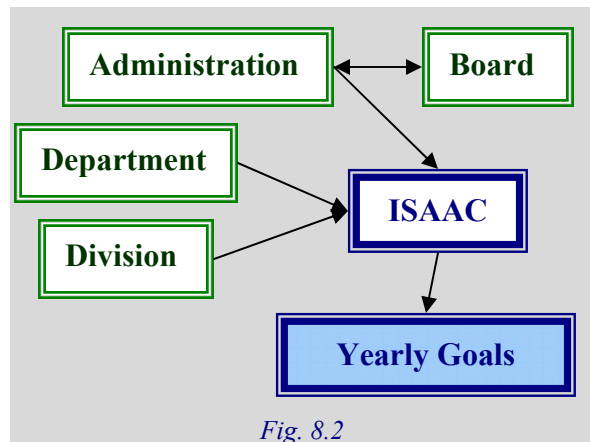 Administration
Board
Department
ISAAC
Division
Yearly Goals
Fig. 8.2